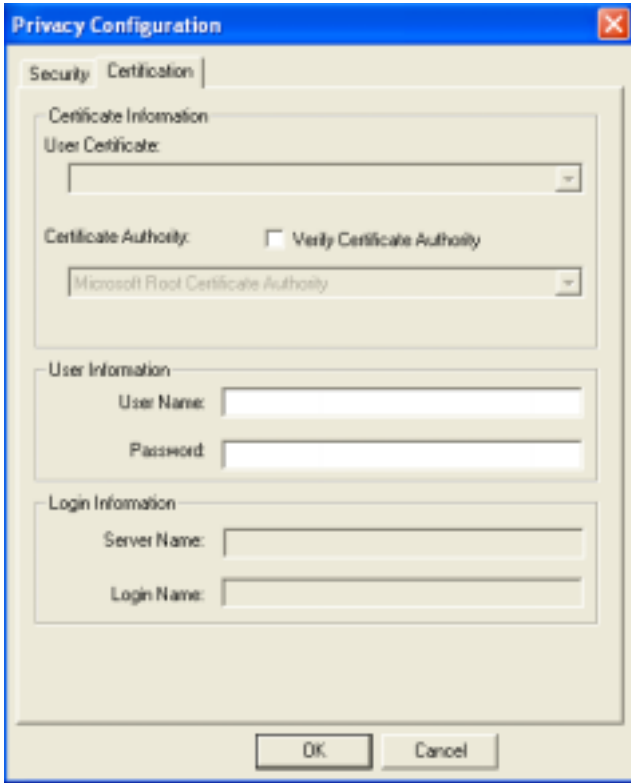 Privacy Configuration
Security Certification
Certificate Information
User Certificate:
Certificate Authority: Verify Certificate Authority
Microsoft Root Certificate Authority
User Information
User Name:
Password:
Login Information
Server Name:
Login Name:
OK Cancel